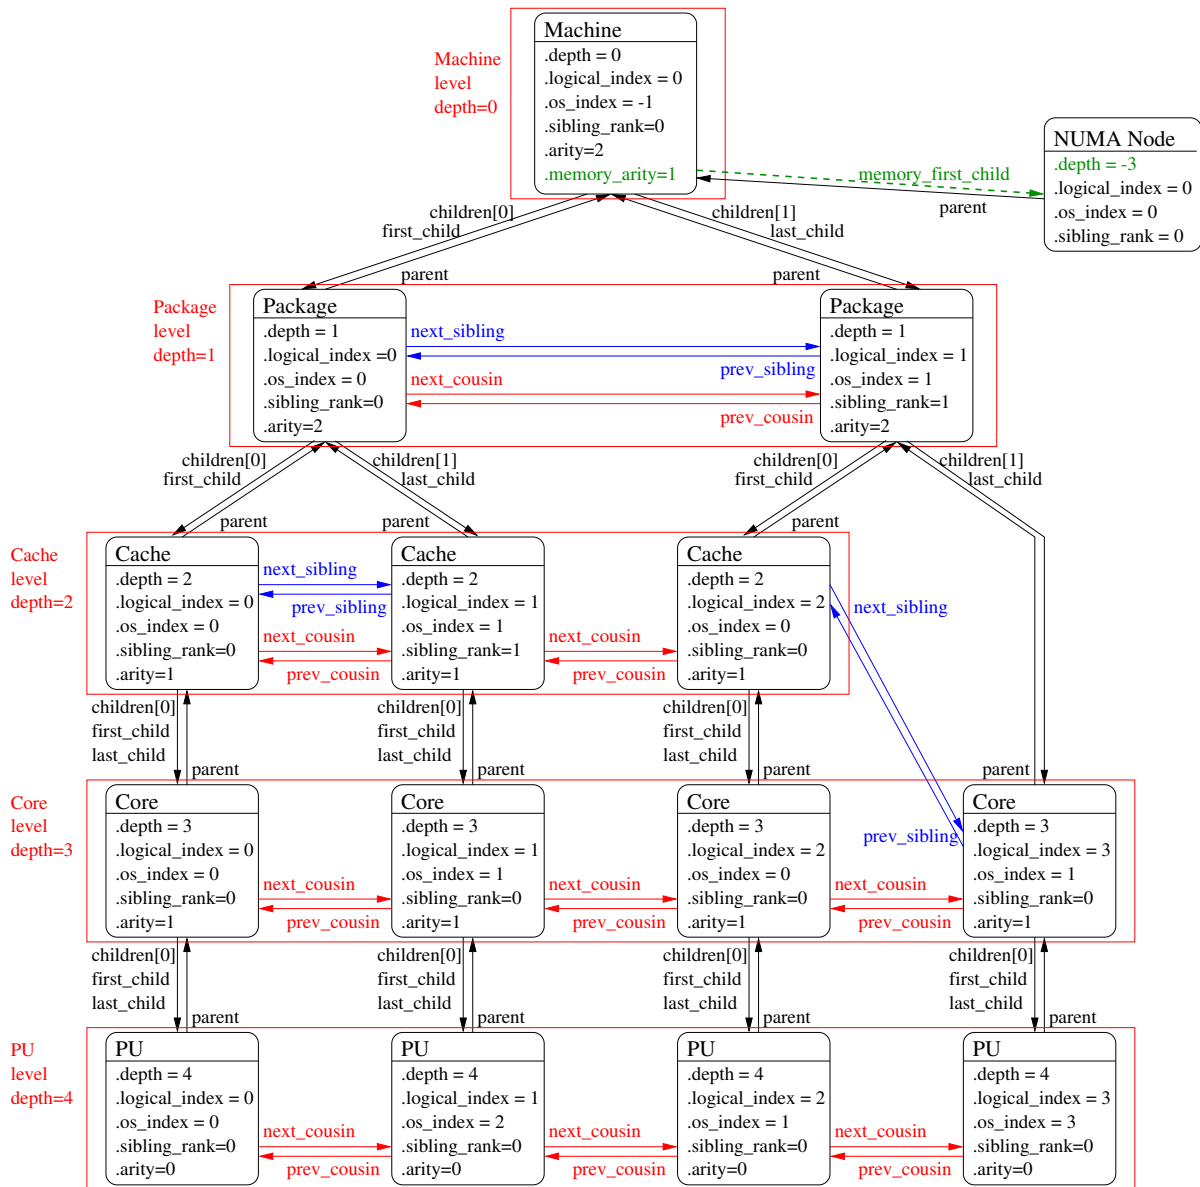 Machine
.depth = 0
.logical_index = 0
.os_index = -1
.sibling_rank=0
.arity=2
.memory_arity=1
Machine
level
depth=0
NUMA Node
.depth = -3
.logical_index = 0
.os_index = 0
.sibling_rank = 0
memory_first_child
parent
children[0]
first_child
parent
children[1]
last_child
parent
Package
level
depth=1
Package
.depth = 1
.logical_index =0
.os_index = 0
.sibling_rank=0
.arity=2
next_sibling
prev_sibling
next_cousin
prev_cousin
Package
.depth = 1
.logical_index = 1
.os_index = 1
.sibling_rank=1
.arity=2
children[0]
first_child
parent
children[1]
last_child
parent
children[0]
first_child
parent
children[1]
last_child
Cache
level
depth=2
Cache
.depth = 2
.logical_index = 0
.os_index = 0
.sibling_rank=0
.arity=1
next_sibling
prev_sibling
next_cousin
prev_cousin
Cache
.depth = 2
.logical_index = 1
.os_index = 1
.sibling_rank=1
.arity=1
next_cousin
prev_cousin
Cache
.depth = 2
.logical_index = 2
.os_index = 0
.sibling_rank=0
.arity=1
next_sibling
prev_sibling
children[0]
first_child
last_child
parent
children[0]
first_child
last_child
parent
children[0]
first_child
last_child
parent
parent
Core
level
depth=3
Core
.depth = 3
.logical_index = 0
.os_index = 0
.sibling_rank=0
.arity=1
next_cousin
prev_cousin
Core
.depth = 3
.logical_index = 1
.os_index = 1
.sibling_rank=0
.arity=1
next_cousin
prev_cousin
Core
.depth = 3
.logical_index = 2
.os_index = 0
.sibling_rank=0
.arity=1
next_cousin
prev_cousin
Core
.depth = 3
.logical_index = 3
.os_index = 1
.sibling_rank=0
.arity=1
children[0]
first_child
last_child
parent
children[0]
first_child
last_child
parent
children[0]
first_child
last_child
parent
children[0]
first_child
last_child
parent
PU
level
depth=4
PU
.depth = 4
.logical_index = 0
.os_index = 0
.sibling_rank=0
.arity=0
next_cousin
prev_cousin
PU
.depth = 4
.logical_index = 1
.os_index = 2
.sibling_rank=0
.arity=0
next_cousin
prev_cousin
PU
.depth = 4
.logical_index = 2
.os_index = 1
.sibling_rank=0
.arity=0
next_cousin
prev_cousin
PU
.depth = 4
.logical_index = 3
.os_index = 3
.sibling_rank=0
.arity=0